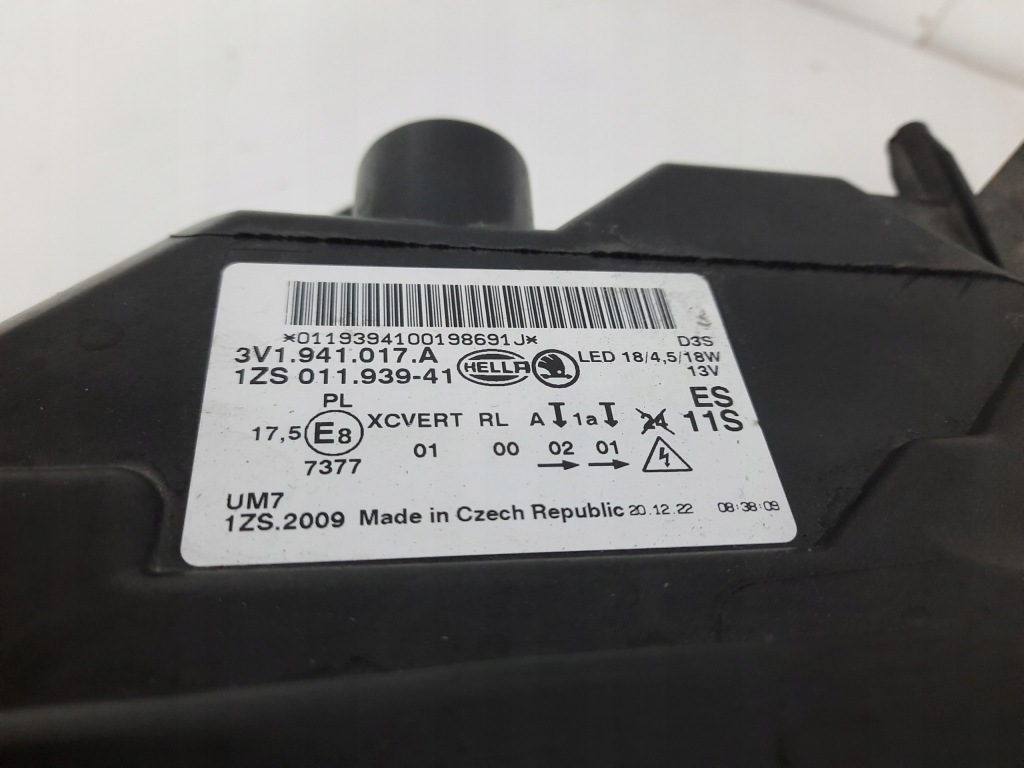 *0119394100198691J*
3V1.941.017.A
1ZS 011.939-41
HELLA
D3S
LED 18/4,5/18W
13V
ES
11S
PL
17,5 E8
7377
XCVERT RL A 1a 24
01 00 02 01
UM7
1ZS.2009 Made in Czech Republic 20.12.22 08:38:09